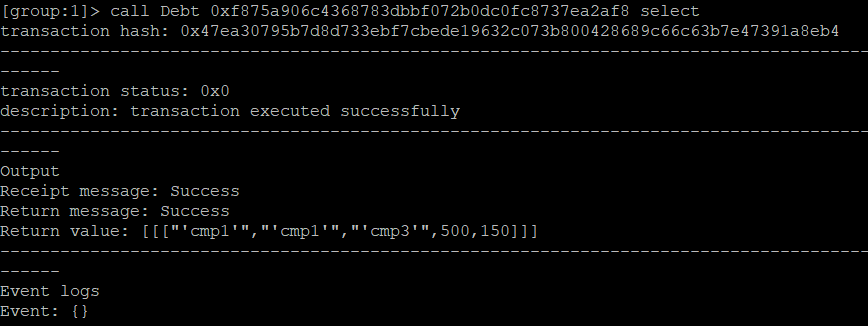 [group:1]> call Debt 0xf875a906c4368783dbbf072b0dc0fc8737ea2af8 select
transaction hash: 0x47ea30795b7d8d733ebf7cbede19632c073b800428689c66c63b7e47391a8eb4
--------------------------------------------------------------------------------------
------
transaction status: 0x0
description: transaction executed successfully
--------------------------------------------------------------------------------------
------
Output
Receipt message: Success
Return message: Success
Return value: [[["'cmp1'","'cmp1'","'cmp3'",500,150]]]
--------------------------------------------------------------------------------------
------
Event logs
Event: {}